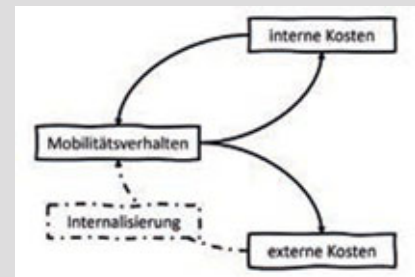 interne Kosten
Mobilitätsverhalten
Internalisierung
externe Kosten